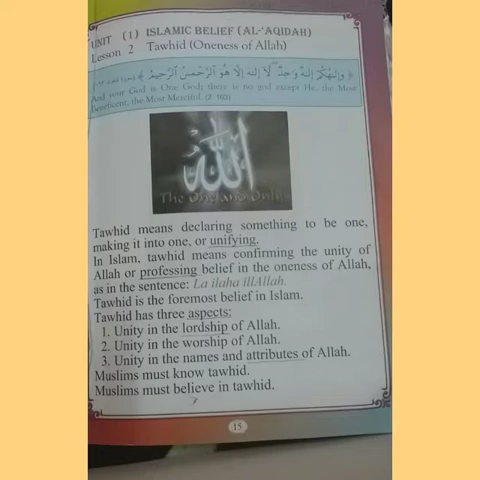 UNIT (1) ISLAMIC BELIEF (AL-'AQIDAH)
Lesson 2 Tawhid (Oneness of Allah)
﴿ وَإِلَـٰهُكُمْ إِلَـٰهٌ وَٰحِدٌ ۖ لَّا إِلَـٰهَ إِلَّا هُوَ ٱلرَّحْمَـٰنُ ٱلرَّحِيمُ ﴾
And your God is One God; there is no god except He, the Most
Beneficent, the Most Merciful. (2: 163)
الله
The One and Only
Tawhid means declaring something to be one,
making it into one, or unifying.
In Islam, tawhid means confirming the unity of
Allah or professing belief in the oneness of Allah,
as in the sentence: La ilaha illAllah.
Tawhid is the foremost belief in Islam.
Tawhid has three aspects:
1. Unity in the lordship of Allah.
2. Unity in the worship of Allah.
3. Unity in the names and attributes of Allah.
Muslims must know tawhid.
Muslims must believe in tawhid.
15